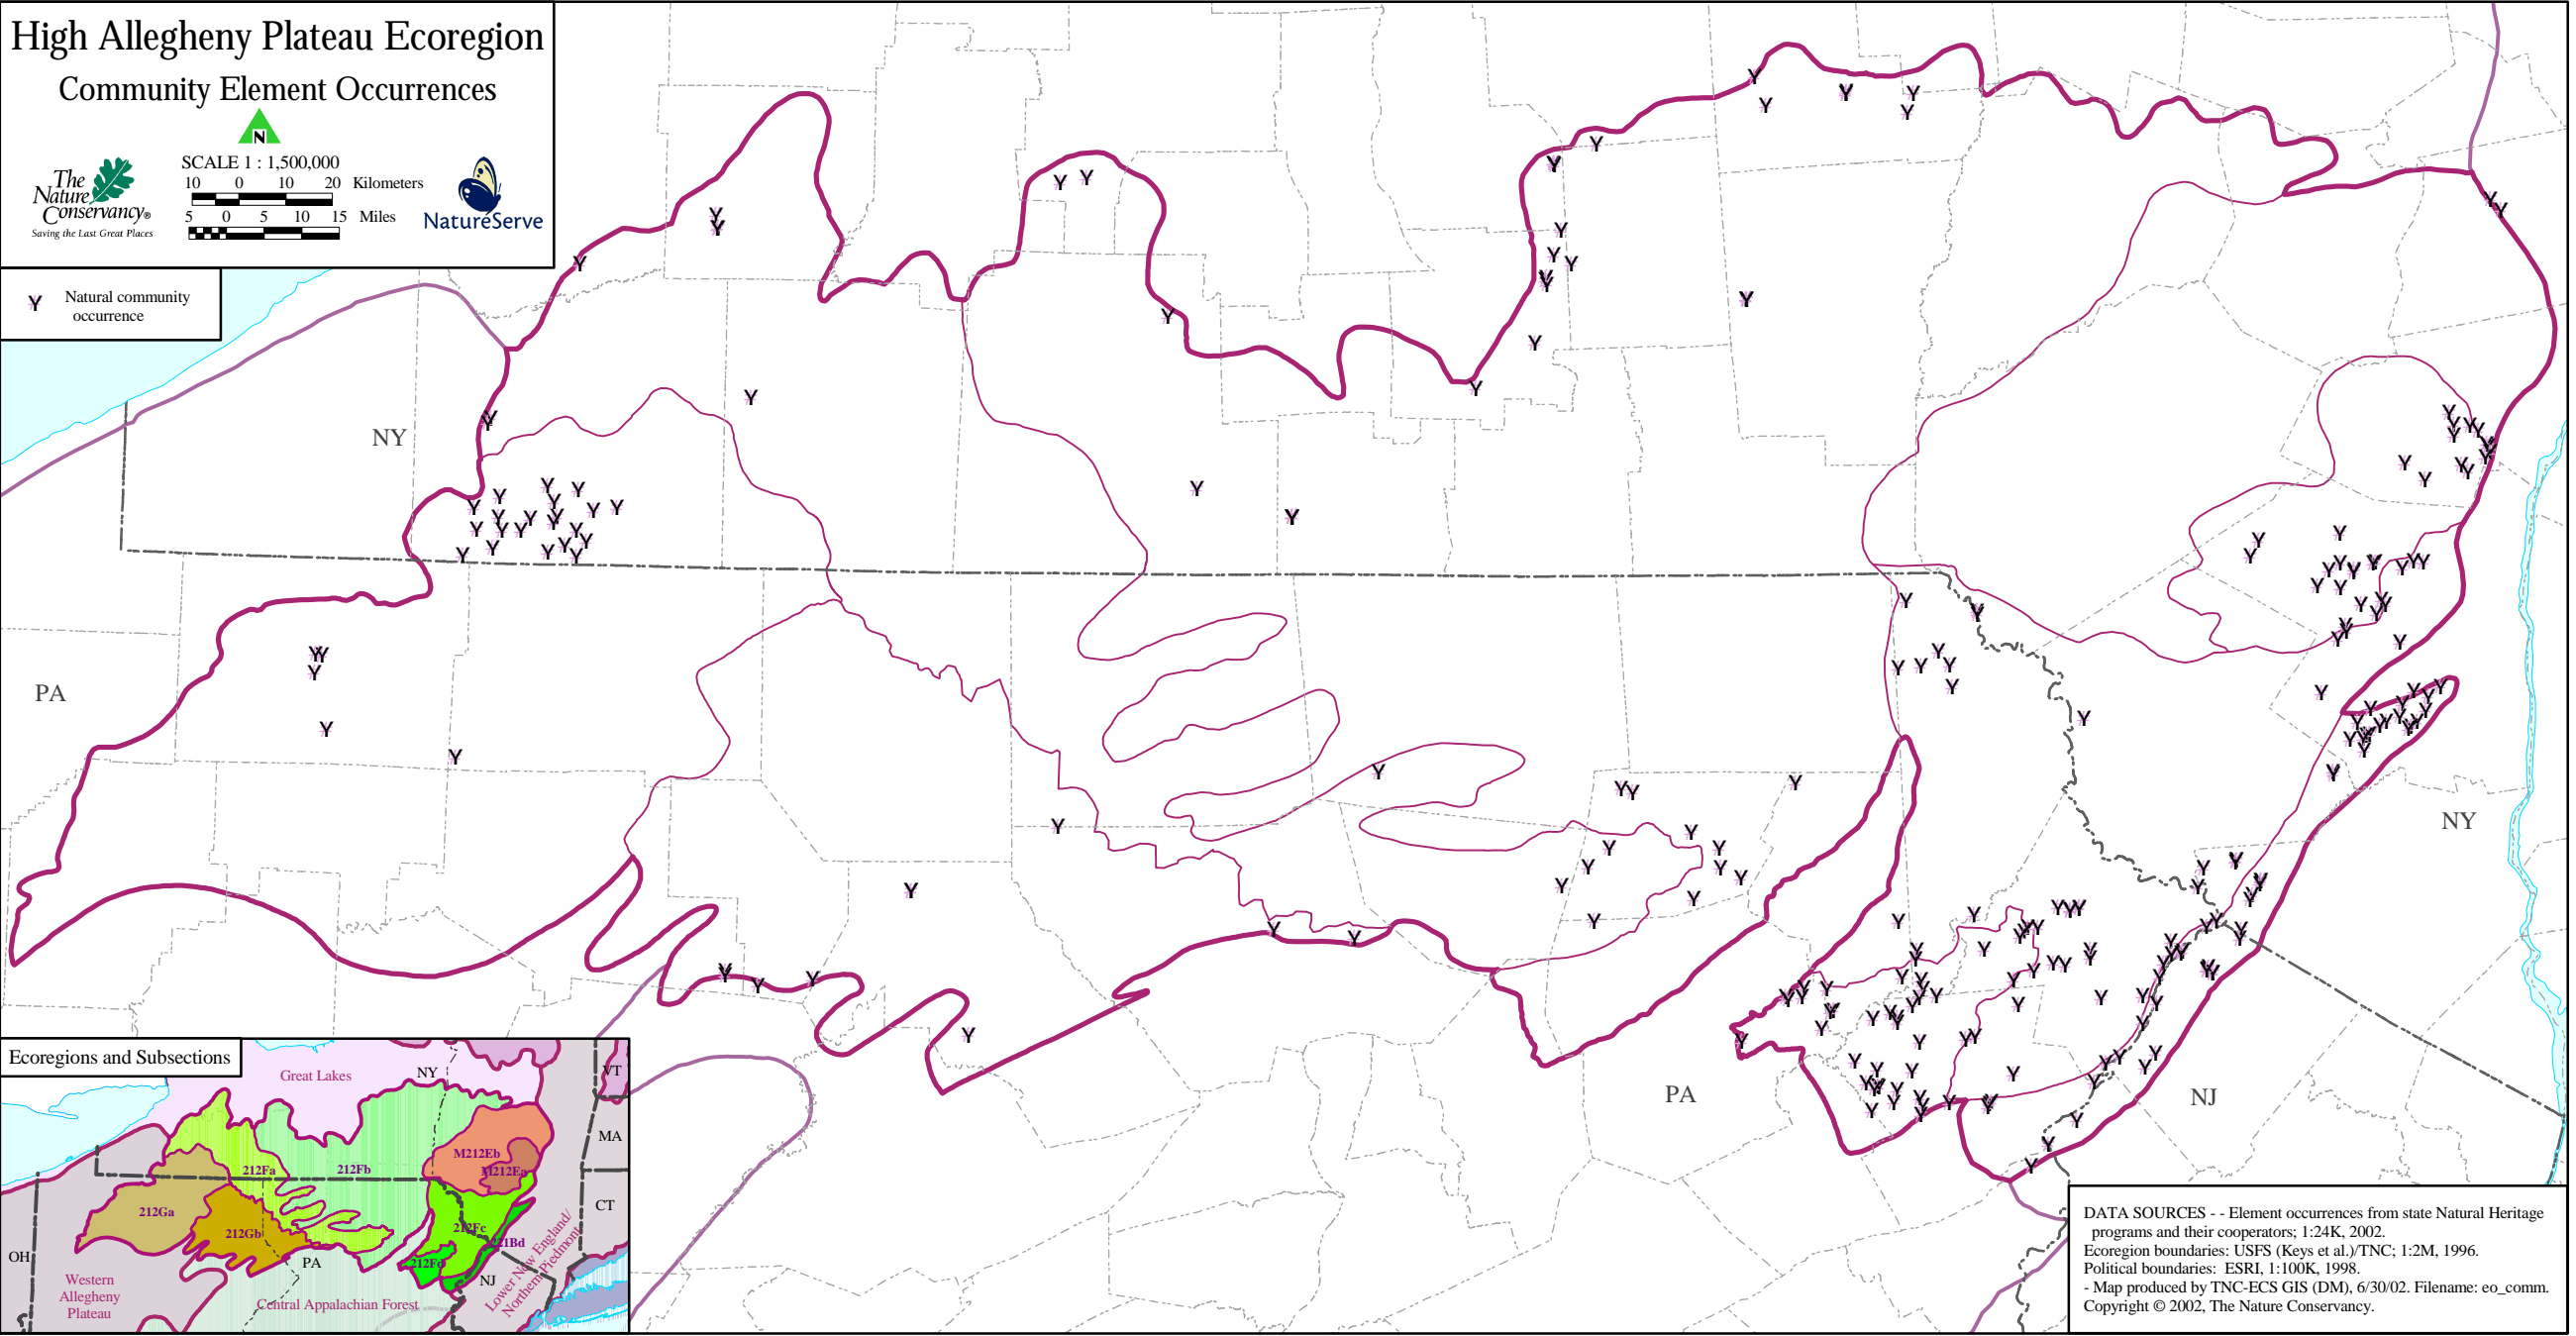 High Allegheny Plateau Ecoregion
Community Element Occurrences
N
SCALE 1 : 1,500,000
10 0 10 20 Kilometers
5 0 5 10 15 Miles
The
Nature
Conservancy®
Saving the Last Great Places
NatureServe
Natural community
occurrence
NY
PA
NY
PA
NJ
Ecoregions and Subsections
Great Lakes
NY
VT
MA
CT
M212Eb
M212Ea
212Fa
212Fb
212Ga
212Gb
212Fc
221Bd
212Fd
OH
PA
NJ
Western
Allegheny
Plateau
Central Appalachian Forest
Lower New England/
Northern Piedmont
DATA SOURCES - - Element occurrences from state Natural Heritage
programs and their cooperators; 1:24K, 2002.
Ecoregion boundaries: USFS (Keys et al.)/TNC; 1:2M, 1996.
Political boundaries: ESRI, 1:100K, 1998.
- Map produced by TNC-ECS GIS (DM), 6/30/02. Filename: eo_comm.
Copyright © 2002, The Nature Conservancy.